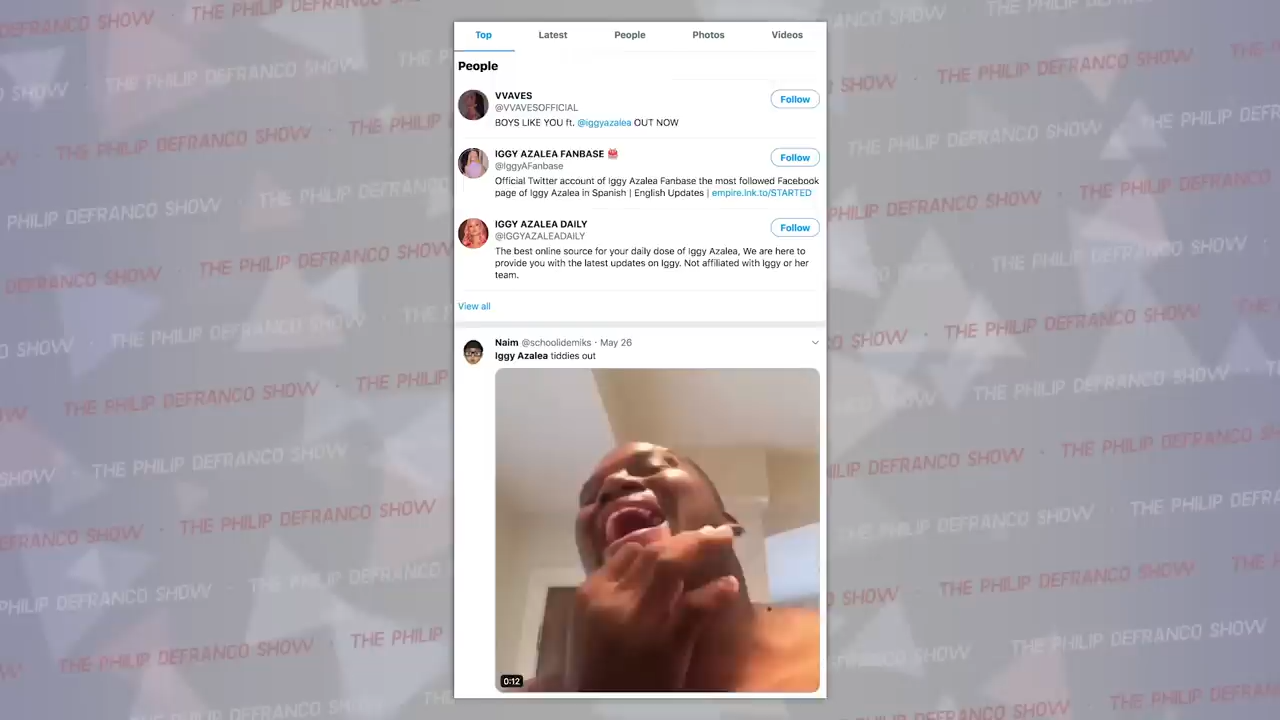 Top Latest People Photos Videos
People
VVAVES
@VVAVESOFFICIAL
Follow
BOYS LIKE YOU ft. @iggyazalea OUT NOW
IGGY AZALEA FANBASE
@IggyAFanbase
Follow
Official Twitter account of Iggy Azalea Fanbase the most followed Facebook
page of Iggy Azalea in Spanish | English Updates | empire.lnk.to/STARTED
IGGY AZALEA DAILY
@IGGYAZALEADAILY
Follow
The best online source for your daily dose of Iggy Azalea, We are here to
provide you with the latest updates on Iggy. Not affiliated with Iggy or her
team.
View all
Naim @schoolidemiks · May 26
Iggy Azalea tiddies out
0:12
THE PHILIP DEFRANCO SHOW